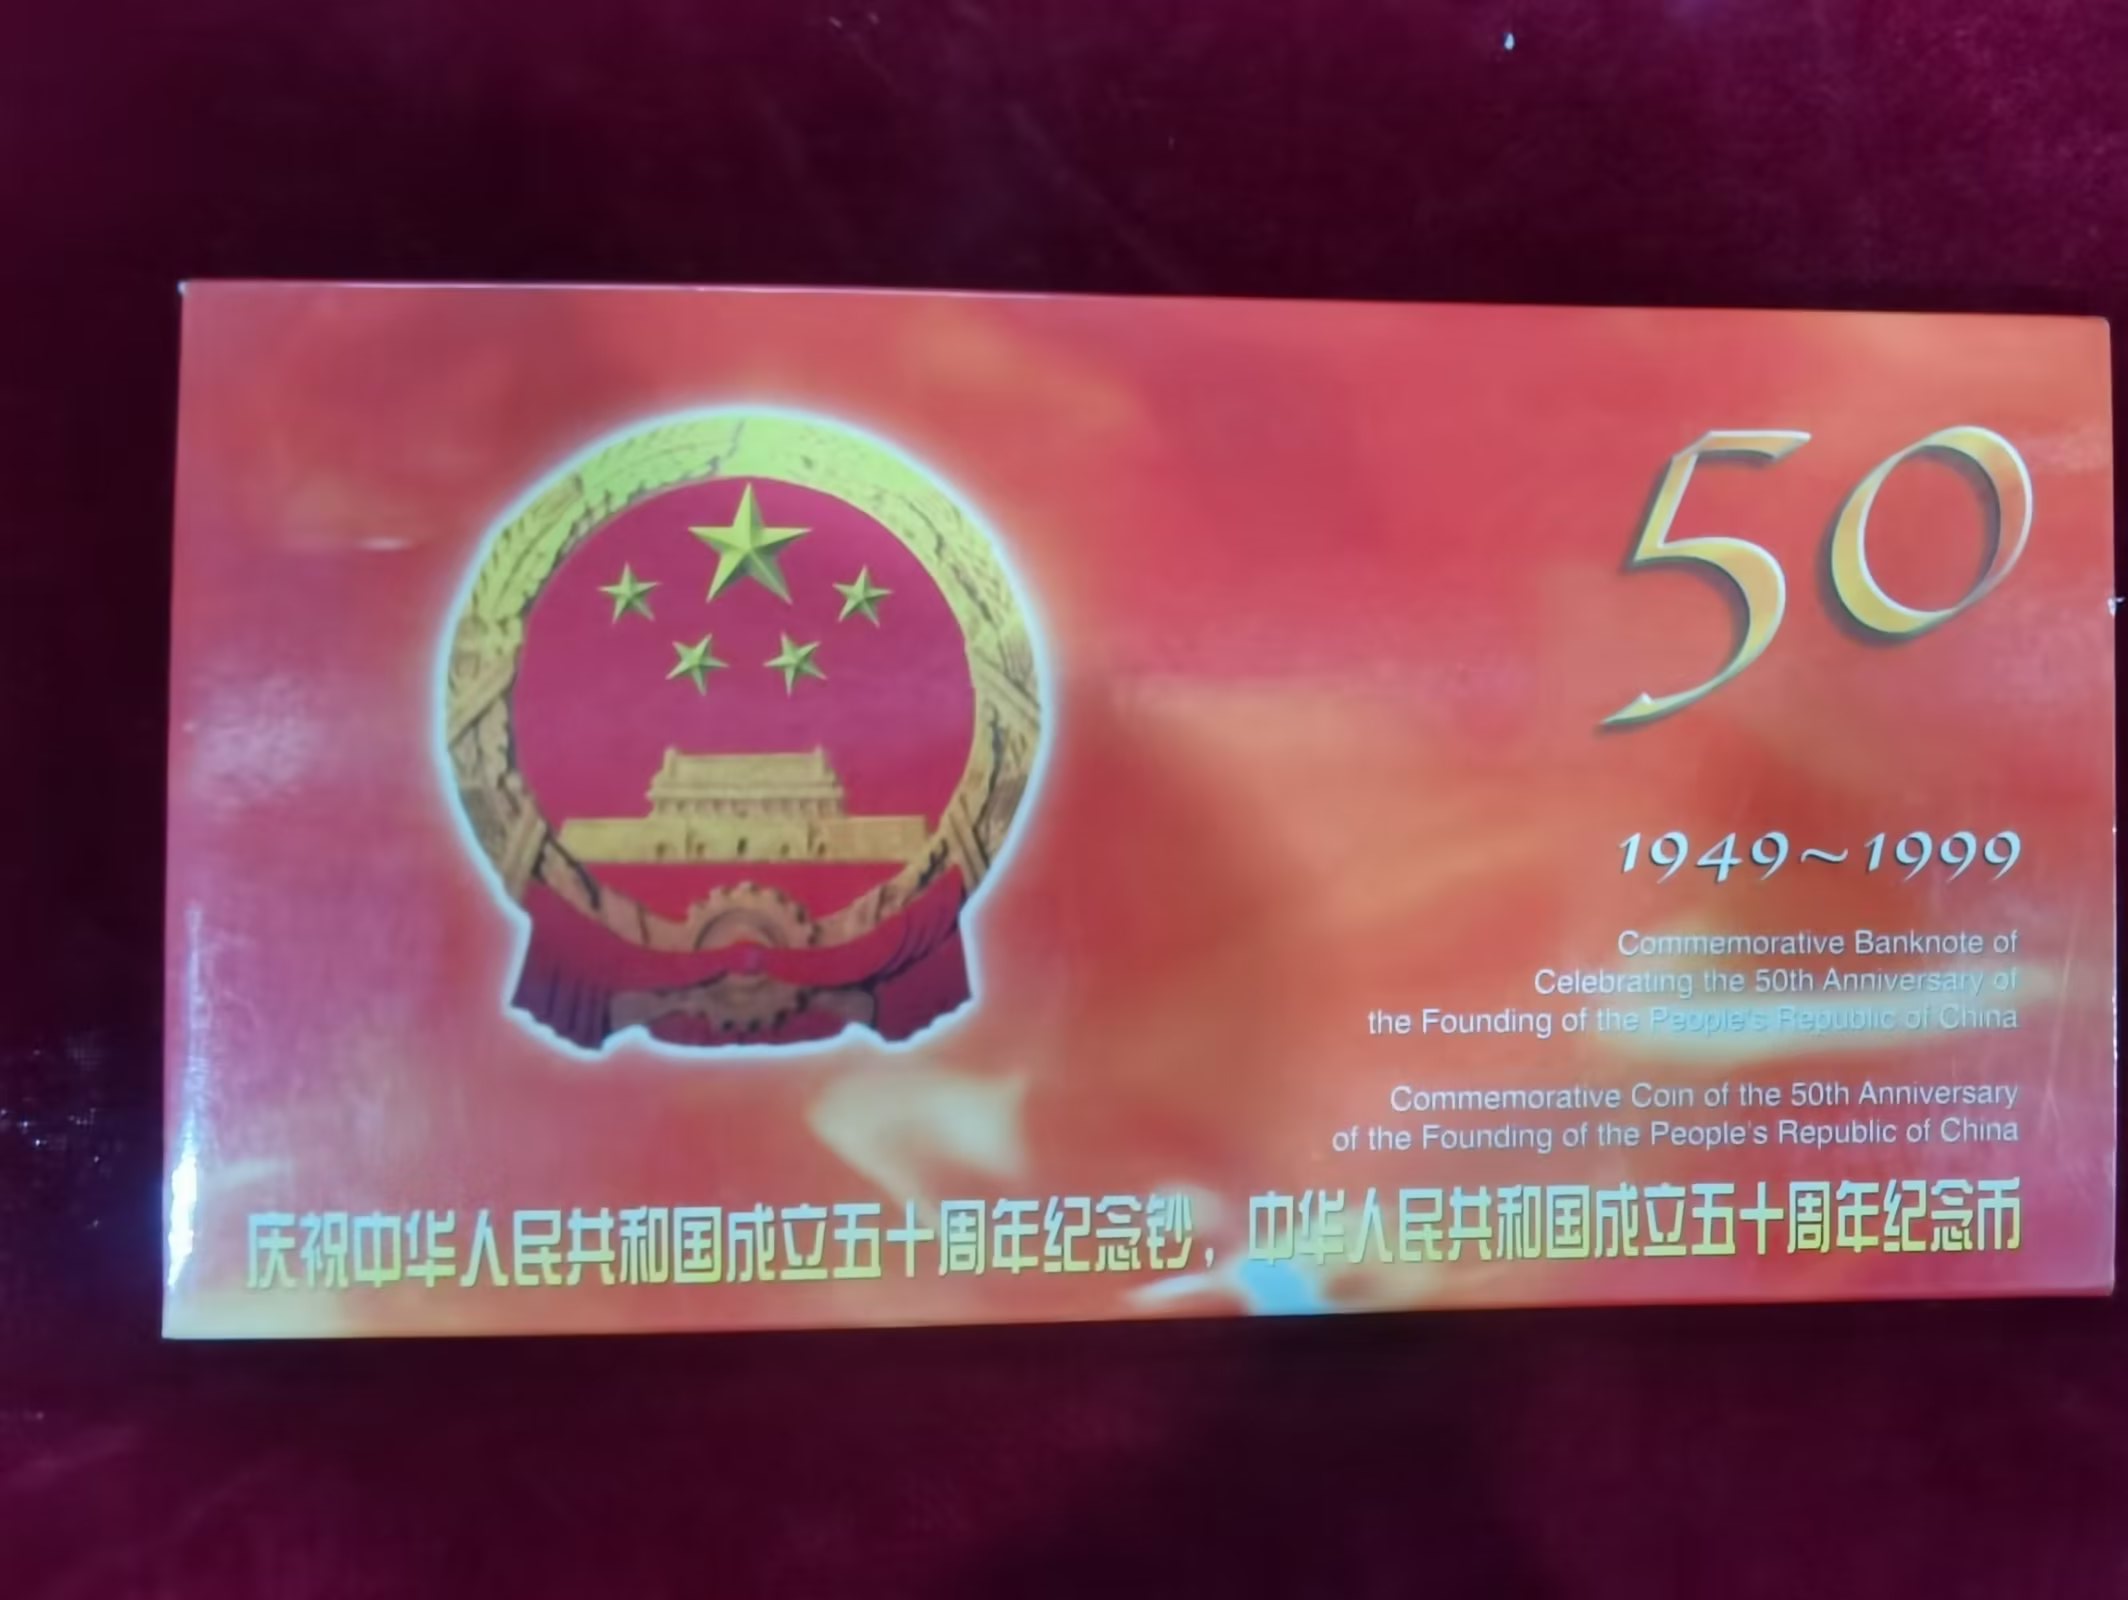 50
1949~1999
Commemorative Banknote of
Celebrating the 50th Anniversary of
the Founding of the People's Republic of China
Commemorative Coin of the 50th Anniversary
of the Founding of the People's Republic of China
庆祝中华人民共和国成立五十周年纪念钞，中华人民共和国成立五十周年纪念币